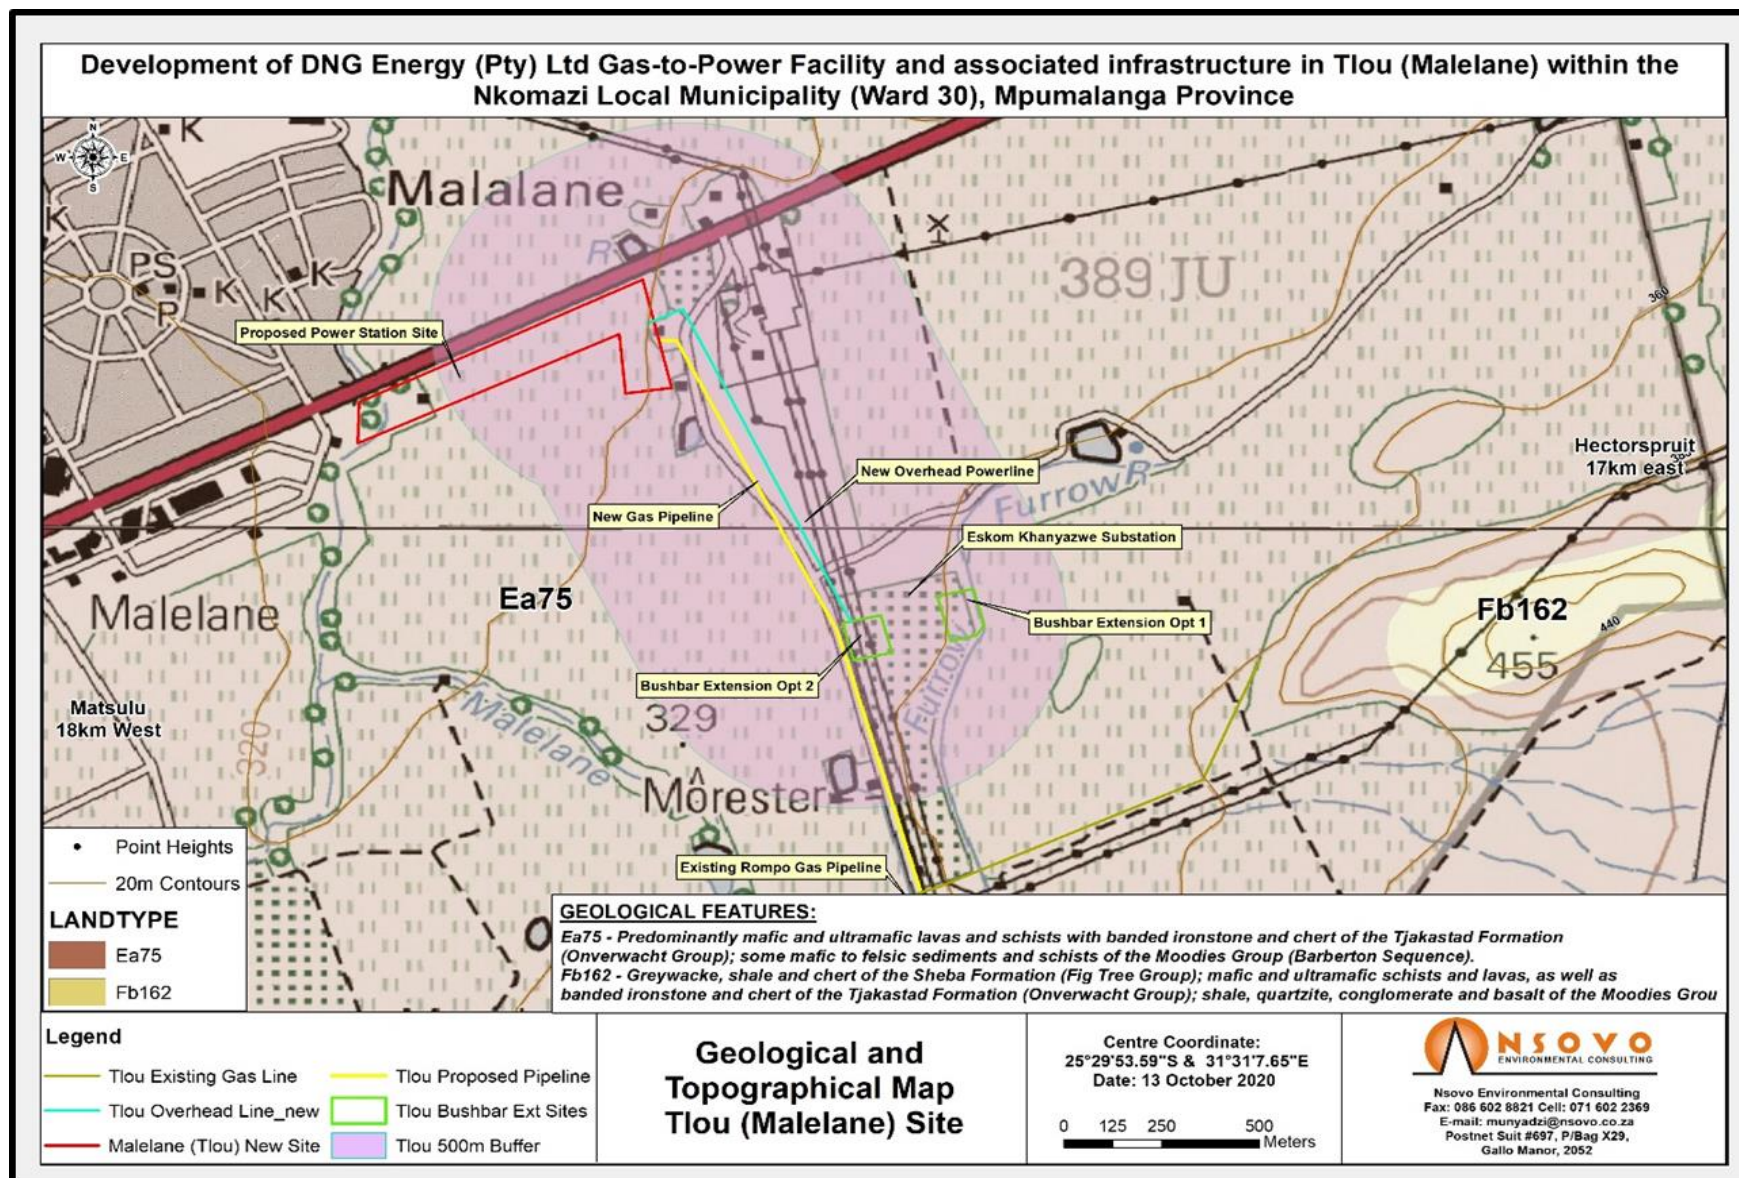 Development of DNG Energy (Pty) Ltd Gas-to-Power Facility and associated infrastructure in Tlou (Malelane) within the
Nkomazi Local Municipality (Ward 30), Mpumalanga Province
N
W
E
S
K
Malalane
K
R
389 JU
PS
K
K
K
P
360
Proposed Power Station Site
Hectorspruit
17km east
380
New Overhead Powerline
Furrow
R
New Gas Pipeline
Eskom Khanyazwe Substation
Ea75
Malelane
Fb162
440
455
Bushbar Extension Opt 1
Furrow
Bushbar Extension Opt 2
Matsulu
18km West
Malelane
329
320
Môrester
Existing Rompo Gas Pipeline
Point Heights
20m Contours
LANDTYPE
Ea75
Fb162
GEOLOGICAL FEATURES:
Ea75 - Predominantly mafic and ultramafic lavas and schists with banded ironstone and chert of the Tjakastad Formation
(Onverwacht Group); some mafic to felsic sediments and schists of the Moodies Group (Barberton Sequence).
Fb162 - Greywacke, shale and chert of the Sheba Formation (Fig Tree Group); mafic and ultramafic schists and lavas, as well as
banded ironstone and chert of the Tjakastad Formation (Onverwacht Group); shale, quartzite, conglomerate and basalt of the Moodies Grou
Legend
Tlou Existing Gas Line
Tlou Proposed Pipeline
Tlou Overhead Line_new
Tlou Bushbar Ext Sites
Malelane (Tlou) New Site
Tlou 500m Buffer
Geological and
Topographical Map
Tlou (Malelane) Site
Centre Coordinate:
25°29'53.59"S & 31°31'7.65"E
Date: 13 October 2020
0 125 250 500
Meters
NSOVO
ENVIRONMENTAL CONSULTING
Nsovo Environmental Consulting
Fax: 086 602 8821 Cell: 071 602 2369
E-mail: munyadzi@nsovo.co.za
Postnet Suit #697, P/Bag X29,
Gallo Manor, 2052